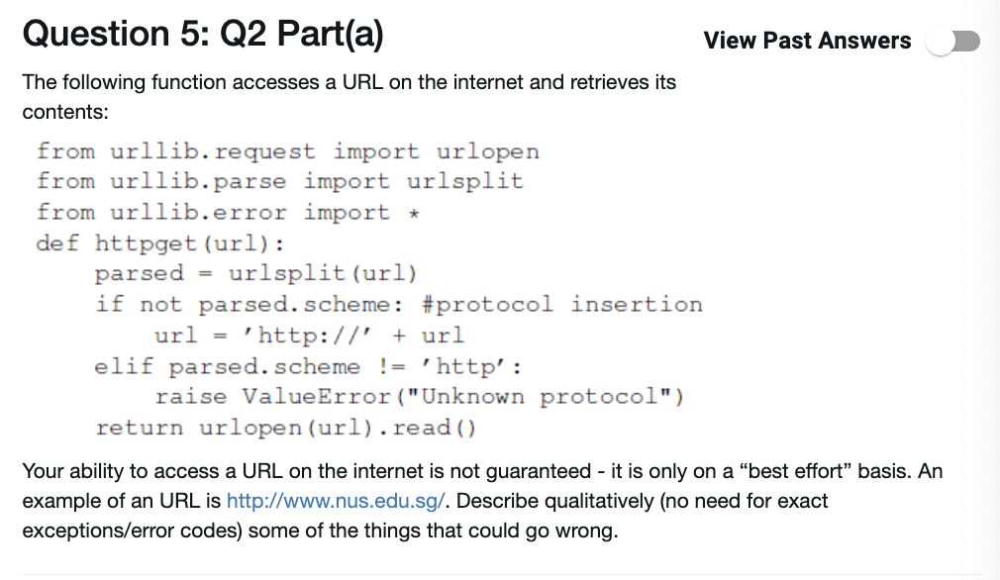 Question 5: Q2 Part(a)
View Past Answers
The following function accesses a URL on the internet and retrieves its
contents:
from urllib.request import urlopen
from urllib.parse import urlsplit
from urllib.error import *
def httpget(url):
    parsed = urlsplit(url)
    if not parsed.scheme: #protocol insertion
        url = ’http://’ + url
    elif parsed.scheme != ’http’:
        raise ValueError("Unknown protocol")
    return urlopen(url).read()
Your ability to access a URL on the internet is not guaranteed - it is only on a “best effort” basis. An
example of an URL is http://www.nus.edu.sg/. Describe qualitatively (no need for exact
exceptions/error codes) some of the things that could go wrong.